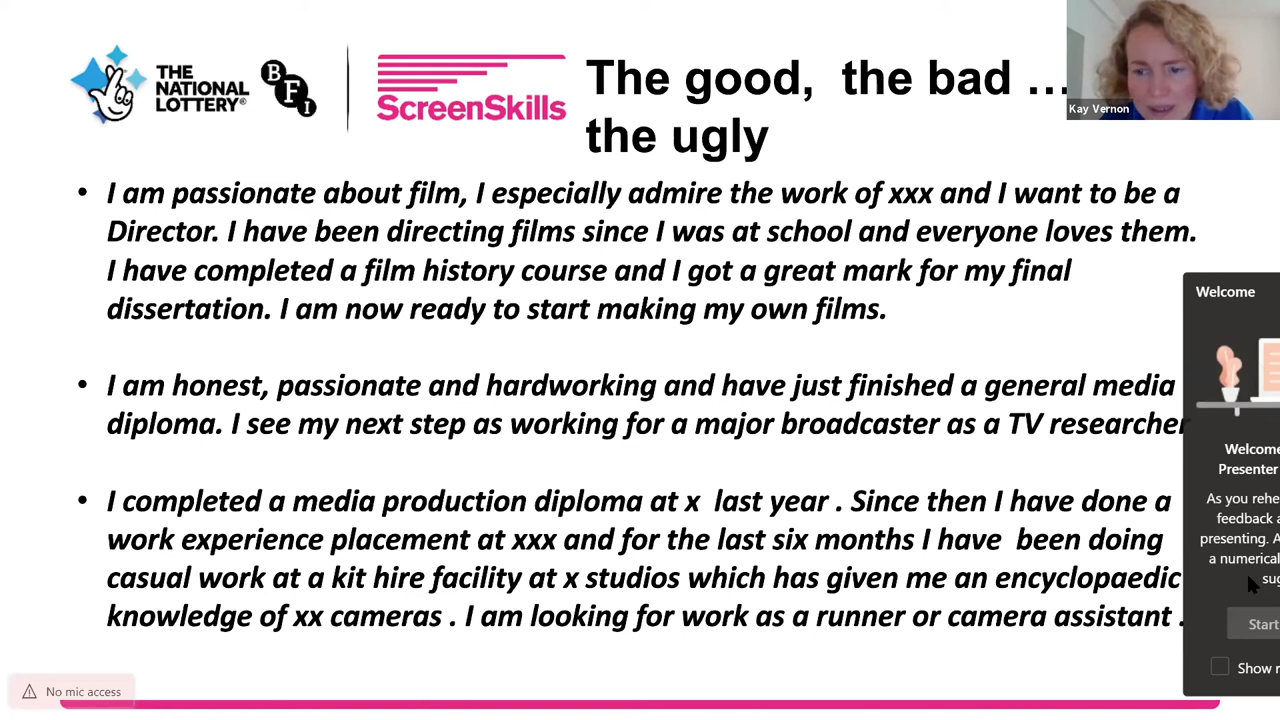 THE
NATIONAL
LOTTERY®
B
F
I
ScreenSkills
The good,  the bad …
the ugly
Kay Vernon
• I am passionate about film, I especially admire the work of xxx and I want to be a
Director. I have been directing films since I was at school and everyone loves them.
I have completed a film history course and I got a great mark for my final
dissertation. I am now ready to start making my own films.
• I am honest, passionate and hardworking and have just finished a general media
diploma. I see my next step as working for a major broadcaster as a TV researcher
• I completed a media production diploma at x  last year . Since then I have done a
work experience placement at xxx and for the last six months I have  been doing
casual work at a kit hire facility at x studios which has given me an encyclopaedic
knowledge of xx cameras . I am looking for work as a runner or camera assistant .
Welcome
Welcome
Presenter
As you rehe
feedback a
presenting. A
a numerical
sug
Start
Show
No mic access